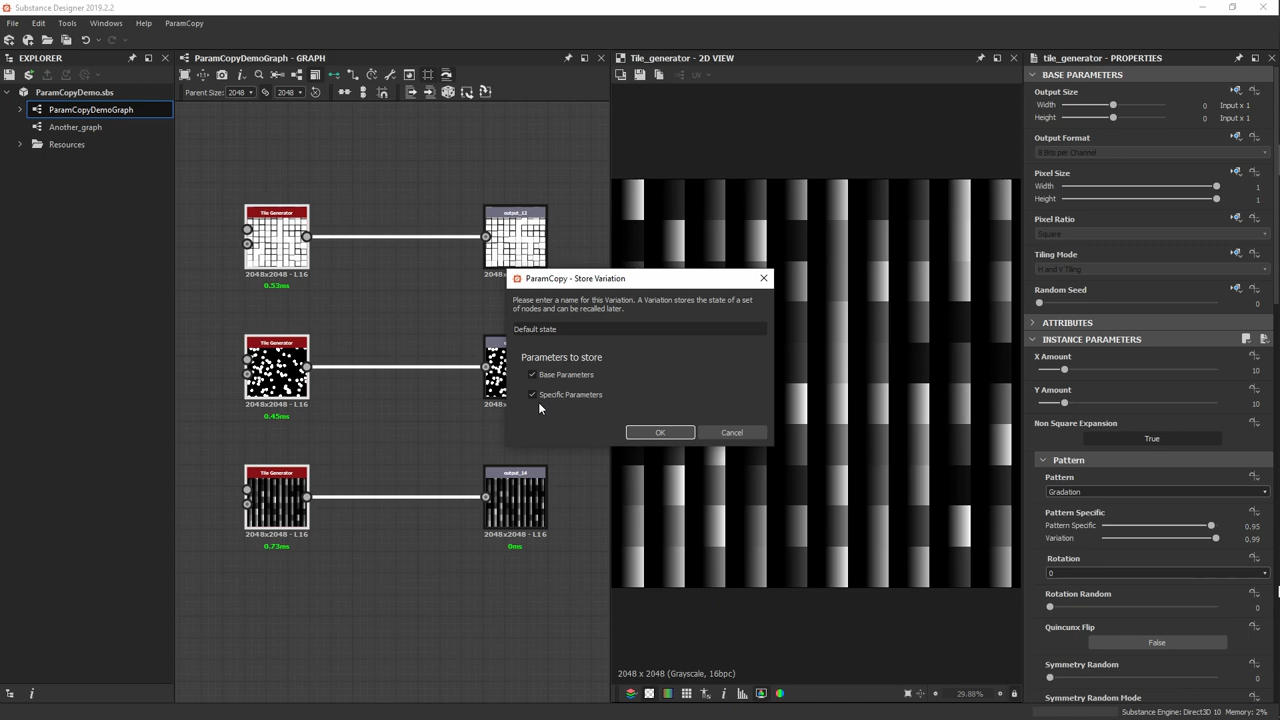 Substance Designer 2019.2.2
File Edit Tools Windows Help ParamCopy
EXPLORER
ParamCopyDemo.sbs
ParamCopyDemoGraph
Another_graph
Resources
ParamCopyDemoGraph - GRAPH
Parent Size: 2048 2048
Tile Generator
2048x2048 - L16
0.53ms
output_12
Tile Generator
2048x2048 - L16
0.45ms
Tile Generator
2048x2048 - L16
0.73ms
output_14
2048x2048 - L16
0ms
Tile_generator - 2D VIEW
UV
2048 x 2048 (Grayscale, 16bpc)
29.88%
ParamCopy - Store Variation
Please enter a name for this Variation. A Variation stores the state of a set
of nodes and can be recalled later.
Default state
Parameters to store
Base Parameters
Specific Parameters
OK Cancel
tile_generator - PROPERTIES
BASE PARAMETERS
Output Size
Width 0 Input x 1
Height 0 Input x 1
Output Format
8 Bits per Channel
Pixel Size
Width 1
Height 1
Pixel Ratio
Square
Tiling Mode
H and V Tiling
Random Seed
0
ATTRIBUTES
INSTANCE PARAMETERS
X Amount
10
Y Amount
10
Non Square Expansion
True
Pattern
Pattern
Gradation
Pattern Specific
Pattern Specific 0.95
Variation 0.99
Rotation
0
Rotation Random
0
Quincunx Flip
False
Symmetry Random
0
Symmetry Random Mode
Substance Engine: Direct3D 10 Memory: 2%